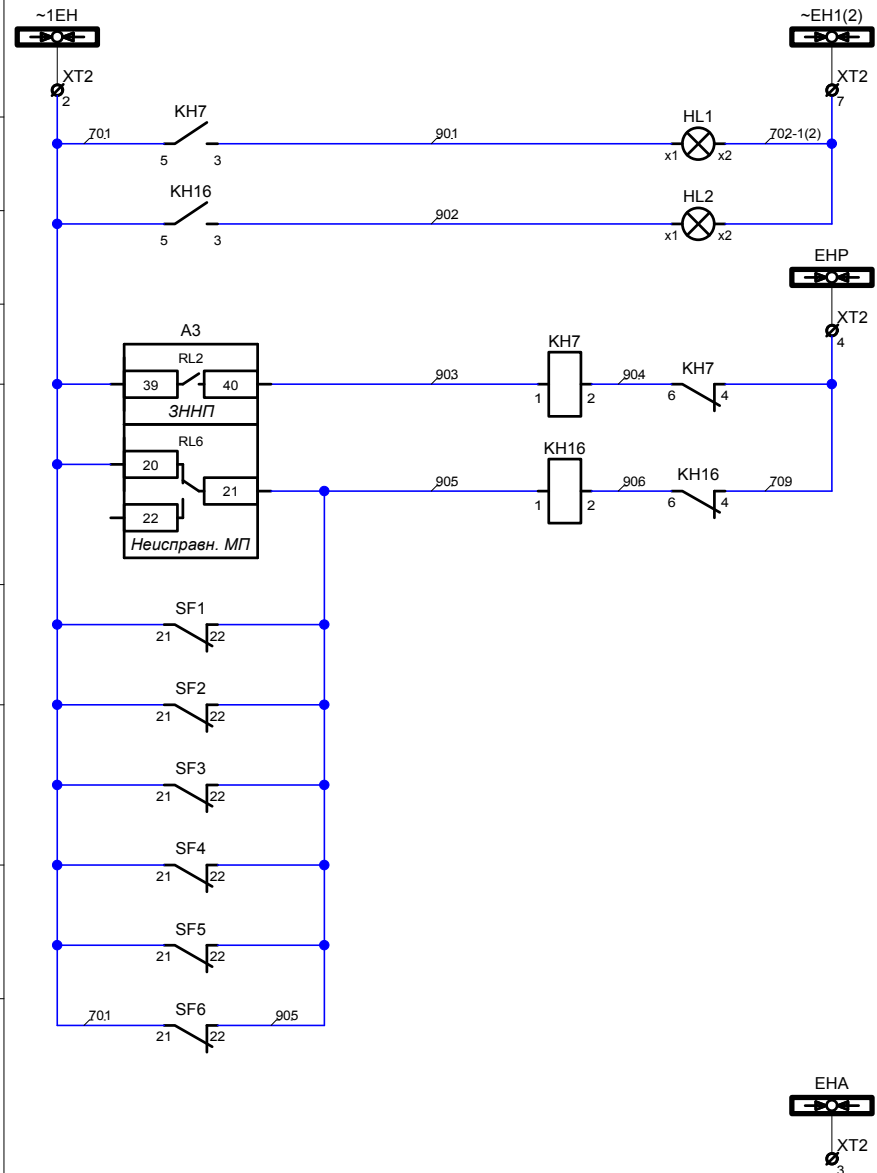 ~1EH ~EH1(2)
XT2 XT2
2 7
KH7 HL1
701 901 702-1(2)
5 3 x1 x2
KH16 HL2
902
5 3 x1 x2
EHP
XT2
4
A3
RL2 KH7
39 40 903 904 KH7
1 2 6 4
ЗННП
RL6 KH16
20 KH16
21 905 906 709
1 2 6 4
22
Неисправн. МП
SF1
21 22
SF2
21 22
SF3
21 22
SF4
21 22
SF5
21 22
SF6
701 905
21 22
EHA
XT2
3